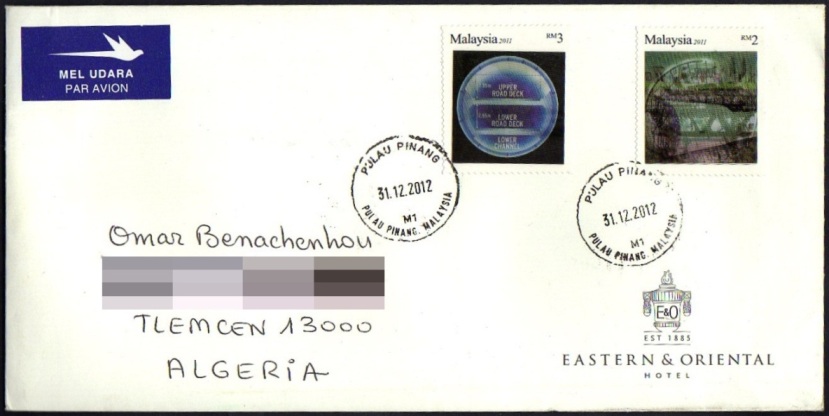 MEL UDARA
PAR AVION
Malaysia 2011 RM3
UPPER
ROAD DECK
LOWER
ROAD DECK
LOWER
CHANNEL
Malaysia 2011 RM2
PULAU PINANG
31.12.2012
M1
PULAU PINANG, MALAYSIA
PULAU PINANG
31.12.2012
M1
PULAU PINANG, MALAYSIA
Omar Benachenhou
TLEMCEN 13000
ALGERiA
E&O
EST 1885
EASTERN & ORIENTAL
HOTEL